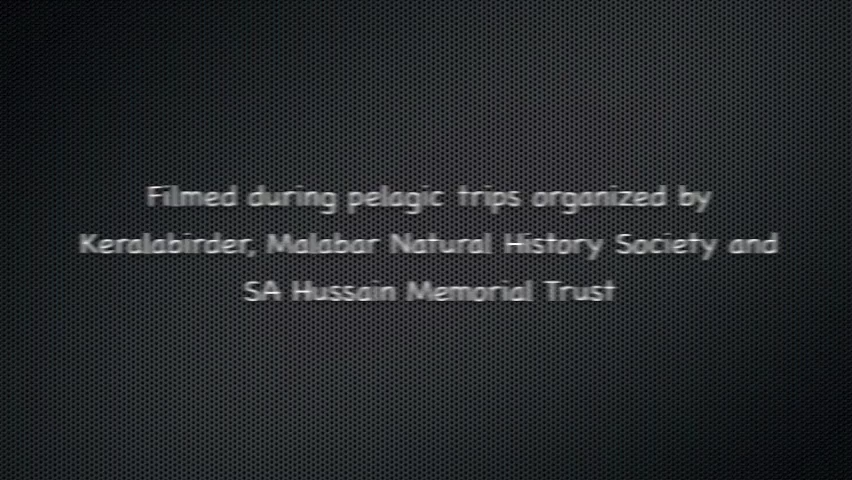 Filmed during pelagic trips organized by
Keralabirder, Malabar Natural History Society and
SA Hussain Memorial Trust